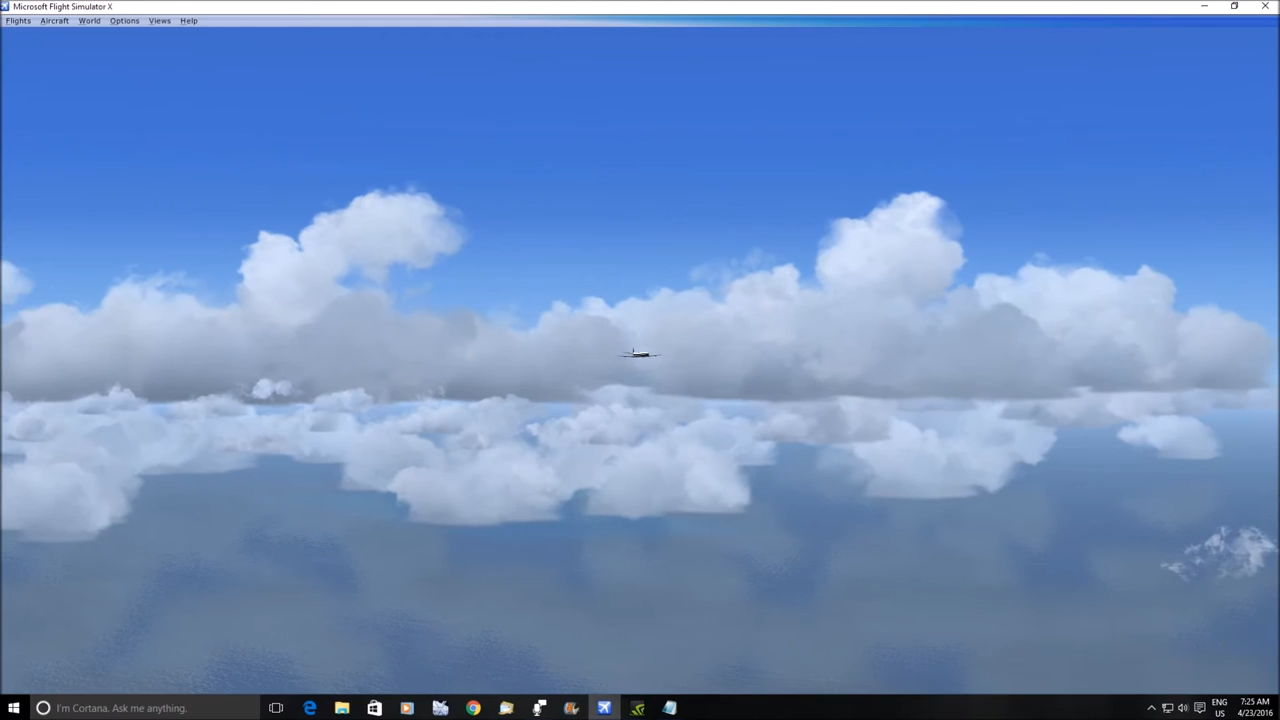 Microsoft Flight Simulator X
Flights Aircraft World Options Views Help
I'm Cortana. Ask me anything.
ENG 7:25 AM
US 4/23/2016